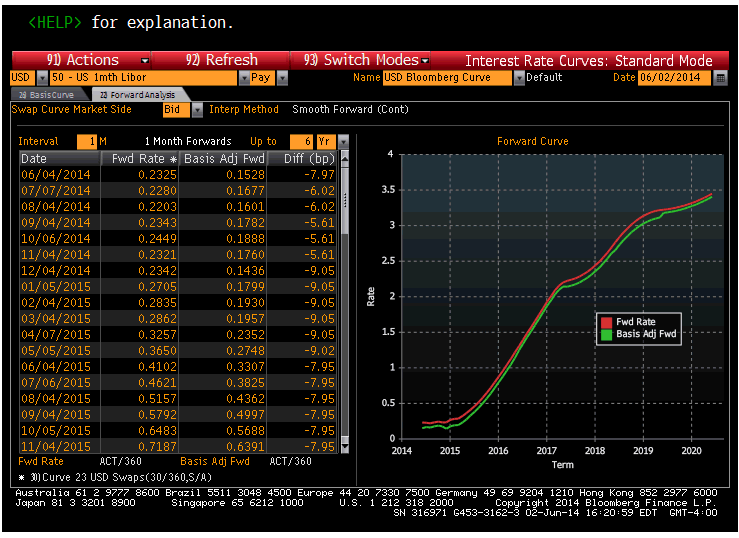 <HELP> for explanation.
91) Actions 92) Refresh 93) Switch Modes Interest Rate Curves: Standard Mode
USD 50 - US 1mth Libor Pay Name USD Bloomberg Curve Default Date 06/02/2014
Basis Curve Forward Analysis
Swap Curve Market Side Bid Interp Method Smooth Forward (Cont)
Interval 1 M 1 Month Forwards Up to 6 Yr
Date Fwd Rate * Basis Adj Fwd Diff (bp)
06/04/2014 0.2325 0.1528 -7.97
07/07/2014 0.2280 0.1677 -6.02
08/04/2014 0.2203 0.1601 -6.02
09/04/2014 0.2343 0.1782 -5.61
10/06/2014 0.2449 0.1888 -5.61
11/04/2014 0.2321 0.1760 -5.61
12/04/2014 0.2342 0.1436 -9.05
01/05/2015 0.2705 0.1799 -9.05
02/04/2015 0.2835 0.1930 -9.05
03/04/2015 0.2862 0.1957 -9.05
04/07/2015 0.3257 0.2352 -9.05
05/05/2015 0.3650 0.2748 -9.02
06/04/2015 0.4102 0.3307 -7.95
07/06/2015 0.4621 0.3825 -7.95
08/04/2015 0.5157 0.4362 -7.95
09/04/2015 0.5792 0.4997 -7.95
10/05/2015 0.6483 0.5688 -7.95
11/04/2015 0.7187 0.6391 -7.95
Fwd Rate ACT/360 Basis Adj Fwd ACT/360
Forward Curve
4
3.5
3
2.5
2
1.5
1
0.5
0
Rate
Fwd Rate
Basis Adj Fwd
2014 2015 2016 2017 2018 2019 2020
Term
* 30) Curve 23 USD Swaps(30/360,S/A)
Australia 61 2 9777 8600 Brazil 5511 3048 4500 Europe 44 20 7330 7500 Germany 49 69 9204 1210 Hong Kong 852 2977 6000
Japan 81 3 3201 8900 Singapore 65 6212 1000 U.S. 1 212 318 2000 Copyright 2014 Bloomberg Finance L.P.
SN 316971 G453-3162-3 02-Jun-14 16:20:59 EDT GMT-4:00